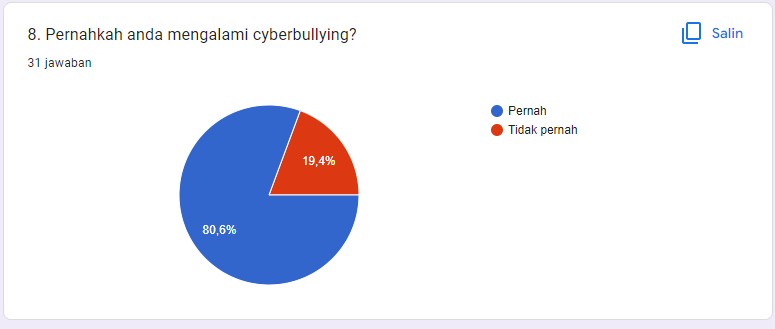 8. Pernahkah anda mengalami cyberbullying?
Salin
31 jawaban
Pernah
Tidak pernah
19,4%
80,6%